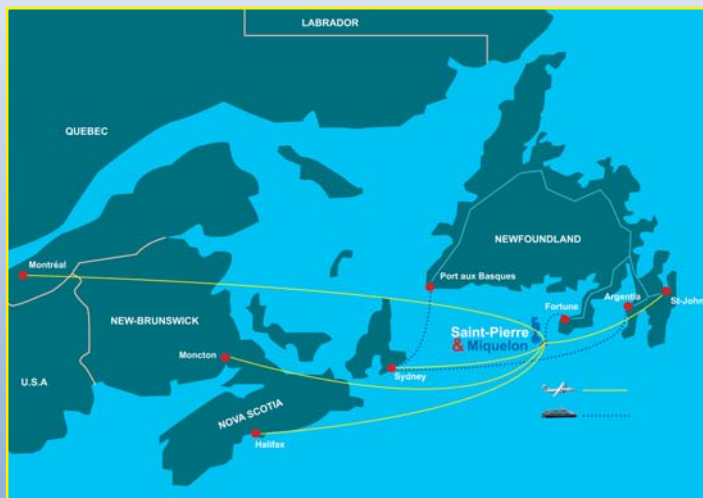 LABRADOR
QUEBEC
NEWFOUNDLAND
Montréal
Port aux Basques
Argentia
St-John
Fortune
NEW-BRUNSWICK
Saint-Pierre
& Miquelon
Moncton
Sydney
U.S.A
NOVA SCOTIA
Halifax